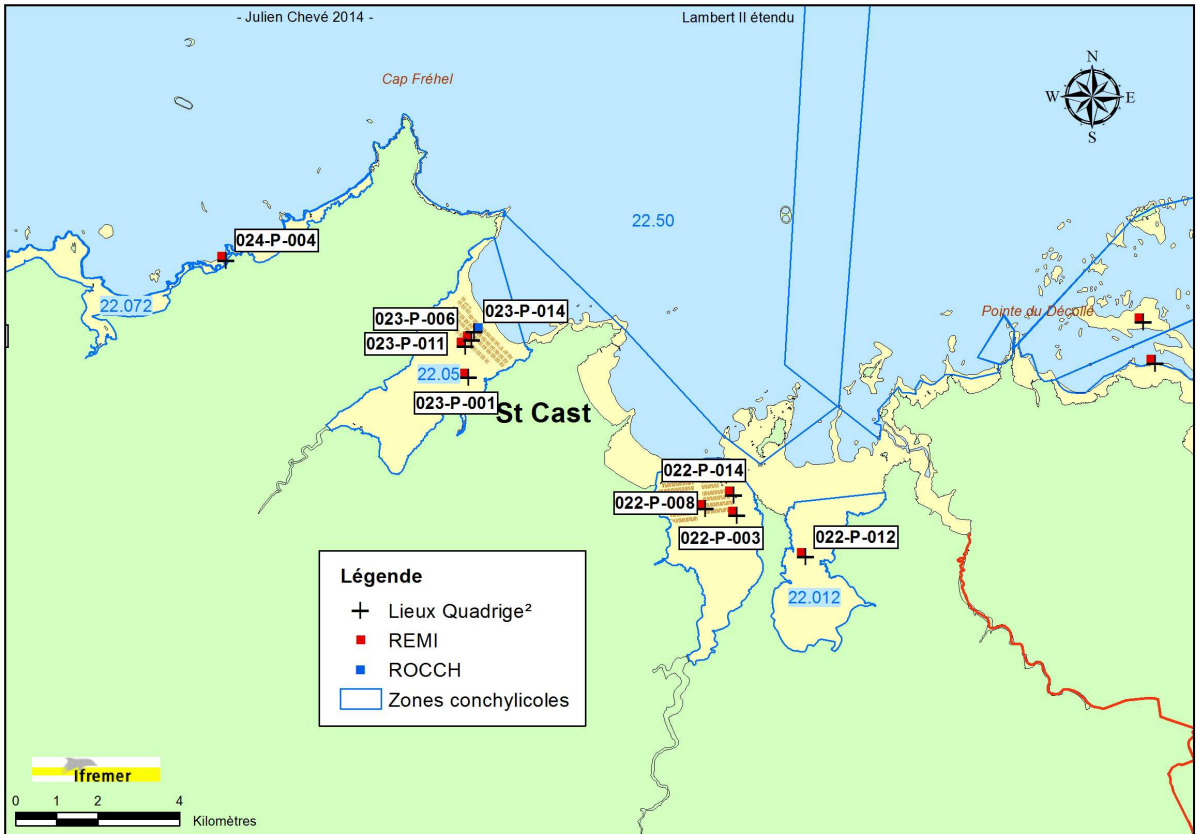 - Julien Chevé 2014 -
Lambert II étendu
Cap Fréhel
N
W
E
S
22.50
024-P-004
22.072
023-P-006
023-P-014
Pointe du Décollé
023-P-011
22.05
023-P-001
St Cast
022-P-014
022-P-008
022-P-003
022-P-012
22.012
Légende
Lieux Quadrige²
REMI
ROCCH
Zones conchylicoles
Ifremer
0 1 2 4
Kilomètres